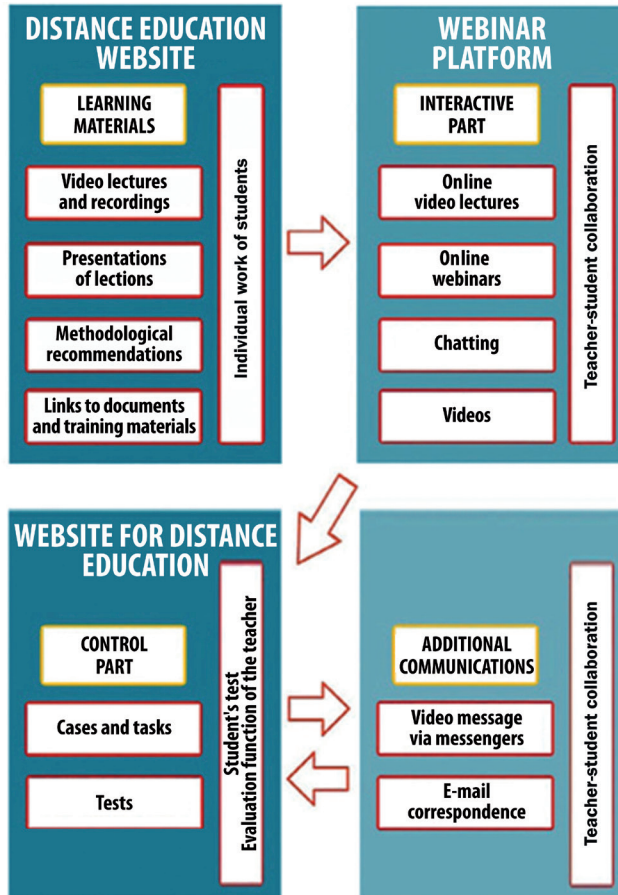 DISTANCE EDUCATION
WEBSITE
LEARNING
MATERIALS
Video lectures
and recordings
Presentations
of lections
Methodological
recommendations
Links to documents
and training materials
Individual work of students
WEBINAR
PLATFORM
INTERACTIVE
PART
Online
video lectures
Online
webinars
Chatting
Videos
Teacher-student collaboration
WEBSITE FOR DISTANCE
EDUCATION
CONTROL
PART
Cases and tasks
Tests
Student's test
Evaluation function of the teacher
ADDITIONAL
COMMUNICATIONS
Video message
via messengers
E-mail
correspondence
Teacher-student collaboration